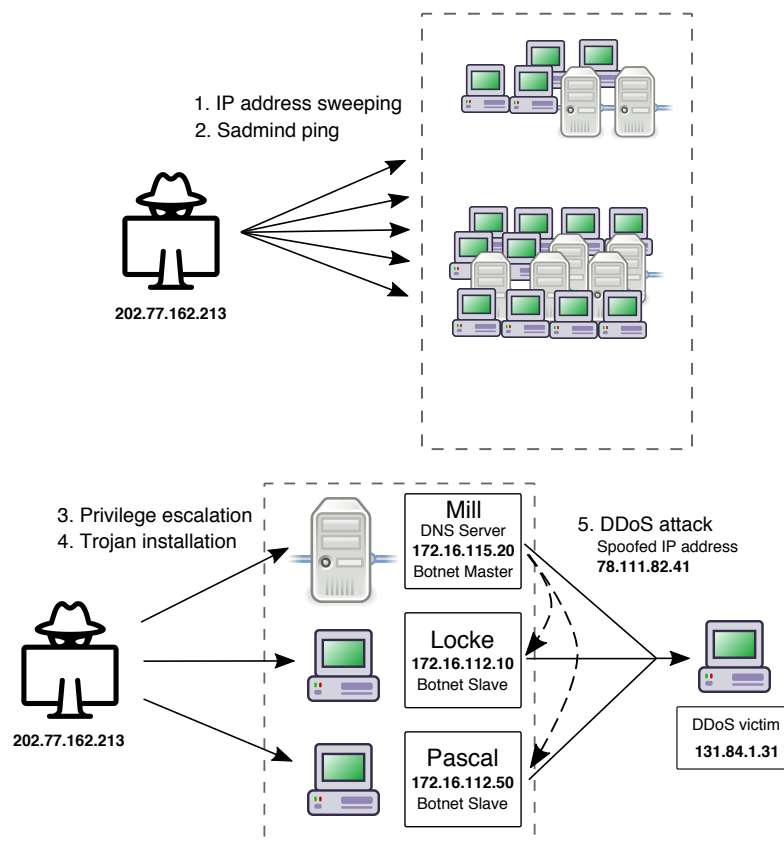 1. IP address sweeping
2. Sadmind ping
202.77.162.213
3. Privilege escalation
4. Trojan installation
202.77.162.213
Mill
DNS Server
172.16.115.20
Botnet Master
Locke
172.16.112.10
Botnet Slave
Pascal
172.16.112.50
Botnet Slave
5. DDoS attack
Spoofed IP address
78.111.82.41
DDoS victim
131.84.1.31